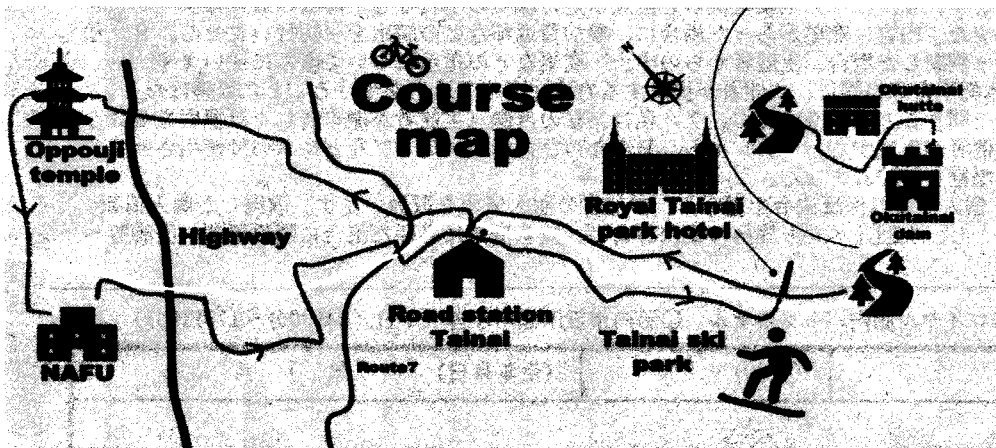 Course
map
N
Oppouji
temple
Highway
Royal Tainai
park hotel
Okutainai
hutte
Okutainai
dam
Road station
Tainai
Tainai ski
park
NAFU
Route7